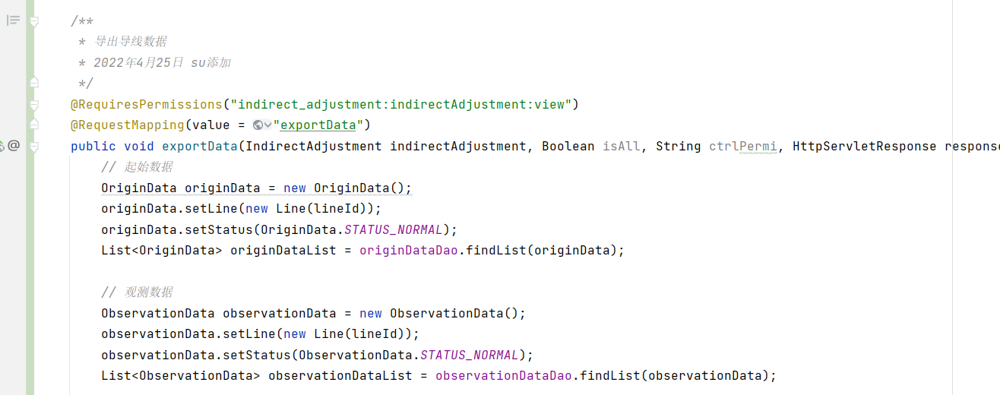 /**
* 导出导线数据
* 2022年4月25日 su添加
*/
@RequiresPermissions("indirect_adjustment:indirectAdjustment:view")
@RequestMapping(value = "exportData")
public void exportData(IndirectAdjustment indirectAdjustment, Boolean isAll, String ctrlPermi, HttpServletResponse response
// 起始数据
OriginData originData = new OriginData();
originData.setLine(new Line(lineId));
originData.setStatus(OriginData.STATUS_NORMAL);
List<OriginData> originDataList = originDataDao.findList(originData);
// 观测数据
ObservationData observationData = new ObservationData();
observationData.setLine(new Line(lineId));
observationData.setStatus(ObservationData.STATUS_NORMAL);
List<ObservationData> observationDataList = observationDataDao.findList(observationData);